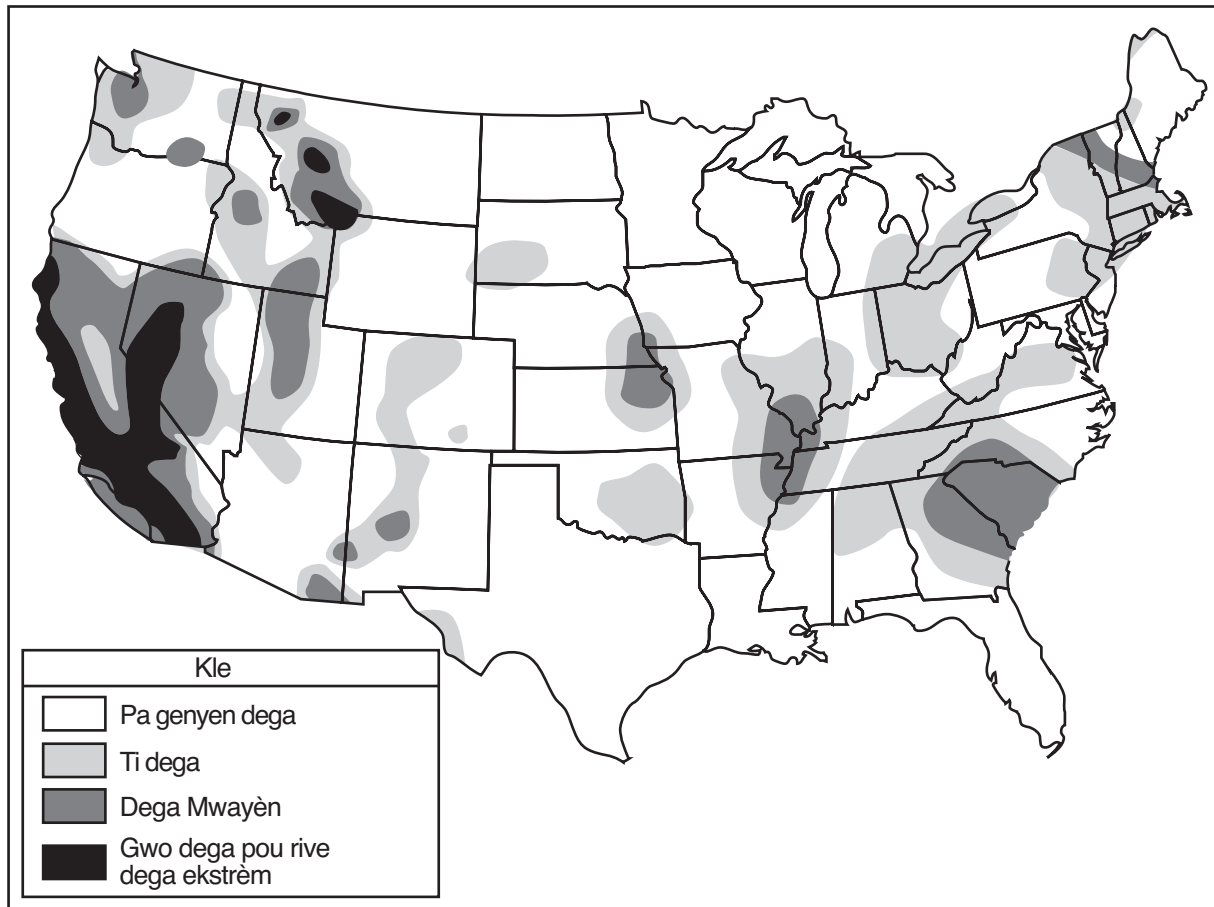 Kle
Pa genyen dega
Ti dega
Dega Mwayèn
Gwo dega pou rive
dega ekstrèm